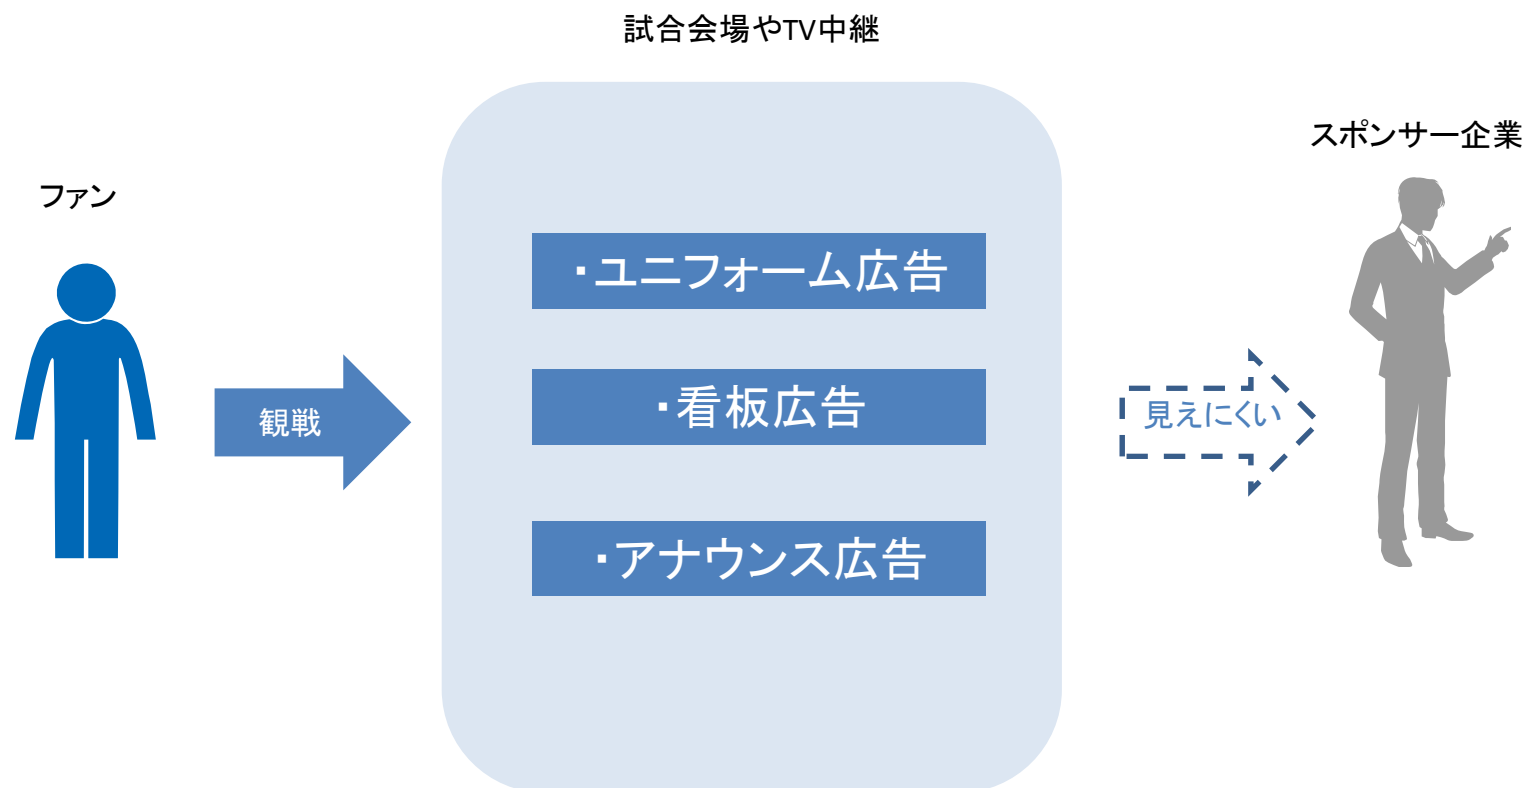 試合会場やTV中継
スポンサー企業
ファン
・ユニフォーム広告
・看板広告
観戦
見えにくい
・アナウンス広告